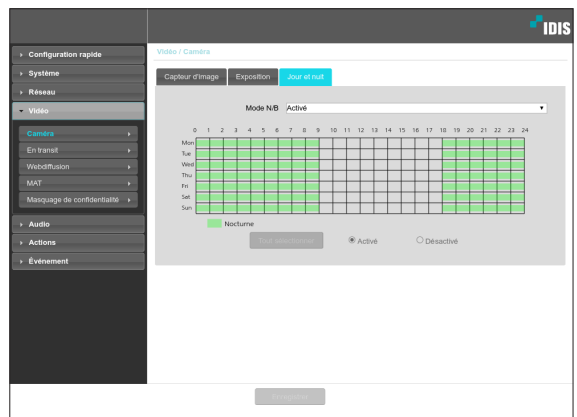 IDIS
Configuration rapide
Système
Réseau
Vidéo
Caméra
En transit
Webdiffusion
MAT
Masquage de confidentialité
Audio
Actions
Événement
Vidéo / Caméra
Capteur d'image Exposition Jour et nuit
Mode N/B Activé
0 1 2 3 4 5 6 7 8 9 10 11 12 13 14 15 16 17 18 19 20 21 22 23 24
Mon
Tue
Wed
Thu
Fri
Sat
Sun
Nocturne
Tout sélectionner Activé Désactivé
Enregistrer